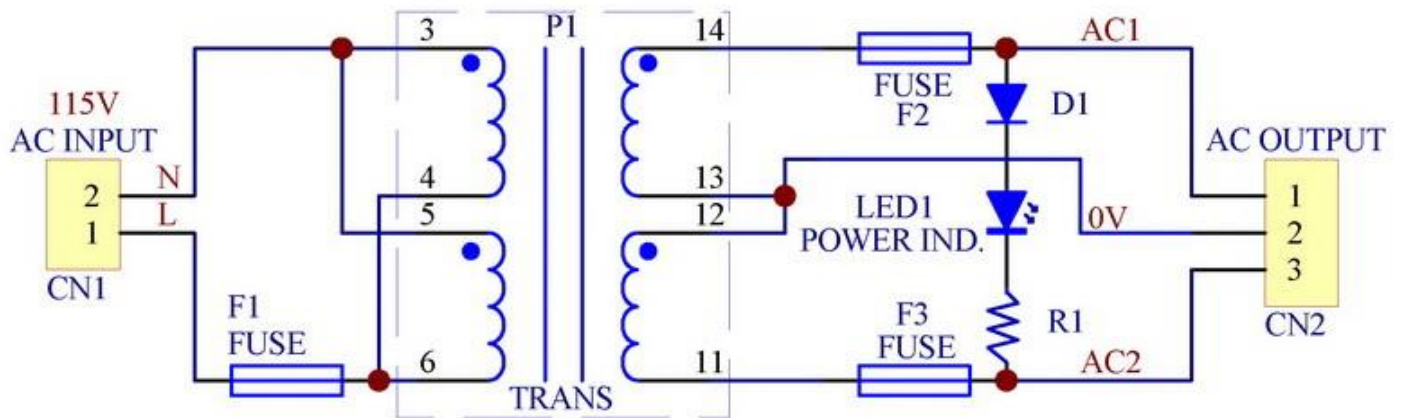 3
P1
14
FUSE
F2
AC1
D1
115V
AC INPUT
N
2
L
1
CN1
4
5
13
12
LED1
POWER IND.
0V
AC OUTPUT
1
2
3
CN2
F1
FUSE
6
TRANS
11
F3
FUSE
R1
AC2